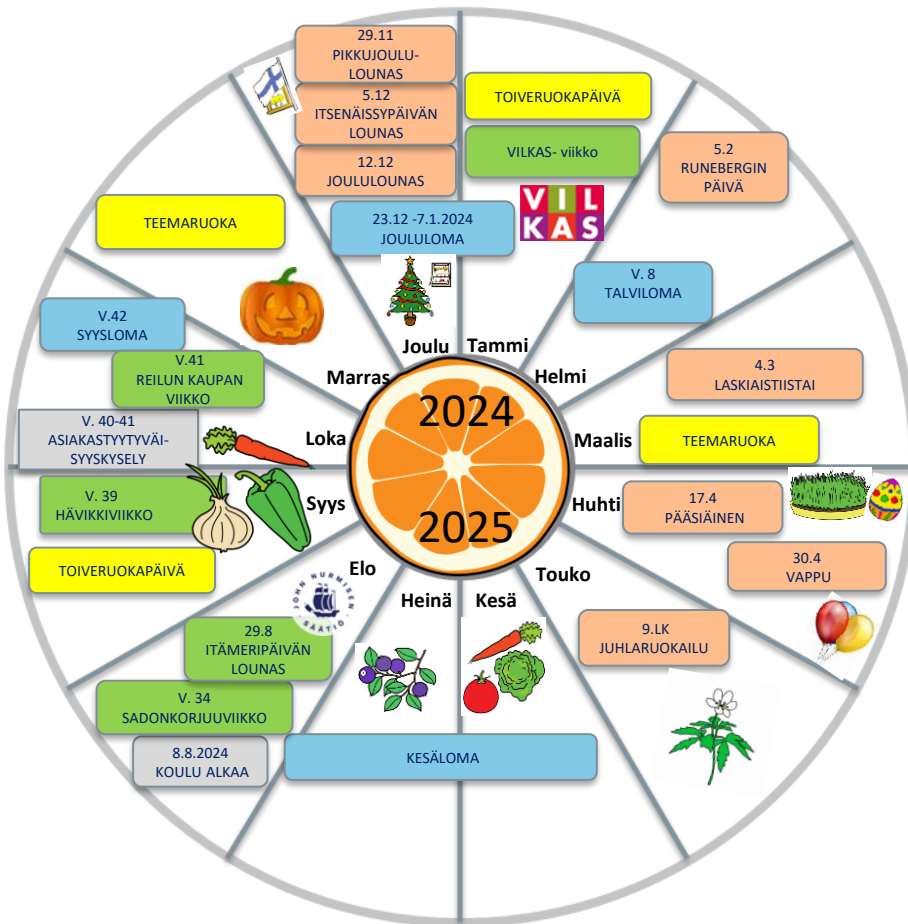 29.11
PIKKUJOULU-
LOUNAS
5.12
ITSENÄISSYPÄIVÄN
LOUNAS
12.12
JOULULOUNAS
23.12 -7.1.2024
JOULULOMA
TOIVERUOKAPÄIVÄ
VILKAS- viikko
VIL
KAS
5.2
RUNEBERGIN
PÄIVÄ
V. 8
TALVILOMA
4.3
LASKIAISTIISTAI
TEEMARUOKA
17.4
PÄÄSIÄINEN
30.4
VAPPU
9.LK
JUHLARUOKAILU
KESÄLOMA
8.8.2024
KOULU ALKAA
V. 34
SADONKORJUUVIIKKO
29.8
ITÄMERIPÄIVÄN
LOUNAS
JOHN NURMISEN
SÄÄTIÖ
TOIVERUOKAPÄIVÄ
V. 39
HÄVIKKIVIIKKO
V. 40-41
ASIAKASTYYTYVÄI-
SYYSKYSELY
V.41
REILUN KAUPAN
VIIKKO
V.42
SYYSLOMA
TEEMARUOKA
Joulu
Tammi
Helmi
Maalis
Huhti
Touko
Kesä
Heinä
Elo
Syys
Loka
Marras
2024
2025